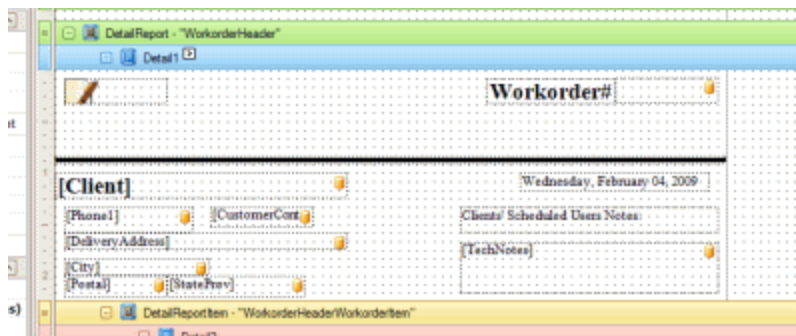 DetailReport - "WorkorderHeader"
Detail1
Workorder#
[Client]
Wednesday, February 04, 2009
[Phone1] [CustomerCont
Clients' Scheduled Users Notes:
[DeliveryAddress]
[TechNotes]
[City]
[Postal] [StateProv]
s)
DetailReportItem - "WorkorderHeaderWorkorderItem"